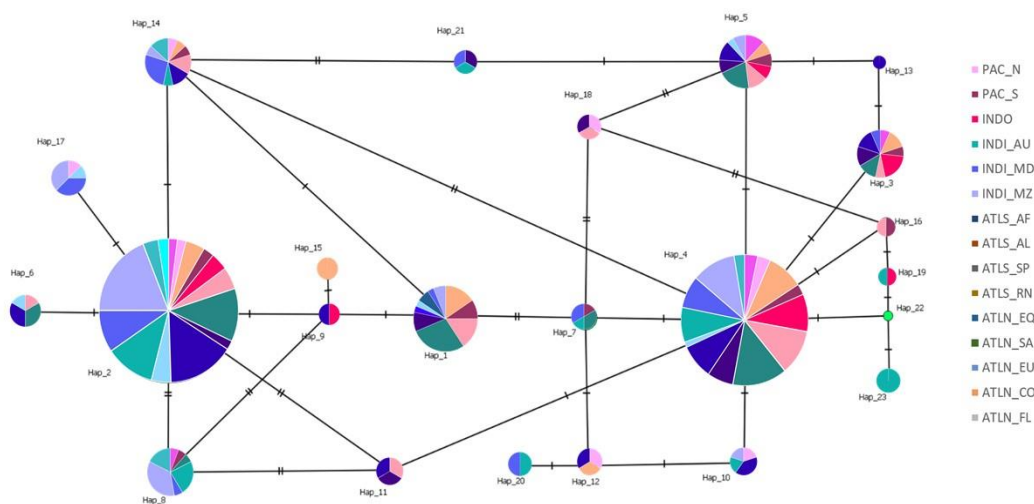 Hap_14
Hap_21
Hap_5
Hap_13
Hap_18
Hap_17
Hap_3
Hap_16
Hap_15
Hap_4
Hap_19
Hap_6
Hap_22
Hap_9
Hap_7
Hap_1
Hap_2
Hap_23
Hap_20
Hap_12
Hap_10
Hap_11
Hap_8
PAC_N
PAC_S
INDO
INDI_AU
INDI_MD
INDI_MZ
ATLS_AF
ATLS_AL
ATLS_SP
ATLS_RN
ATLN_EQ
ATLN_SA
ATLN_EU
ATLN_CO
ATLN_FL